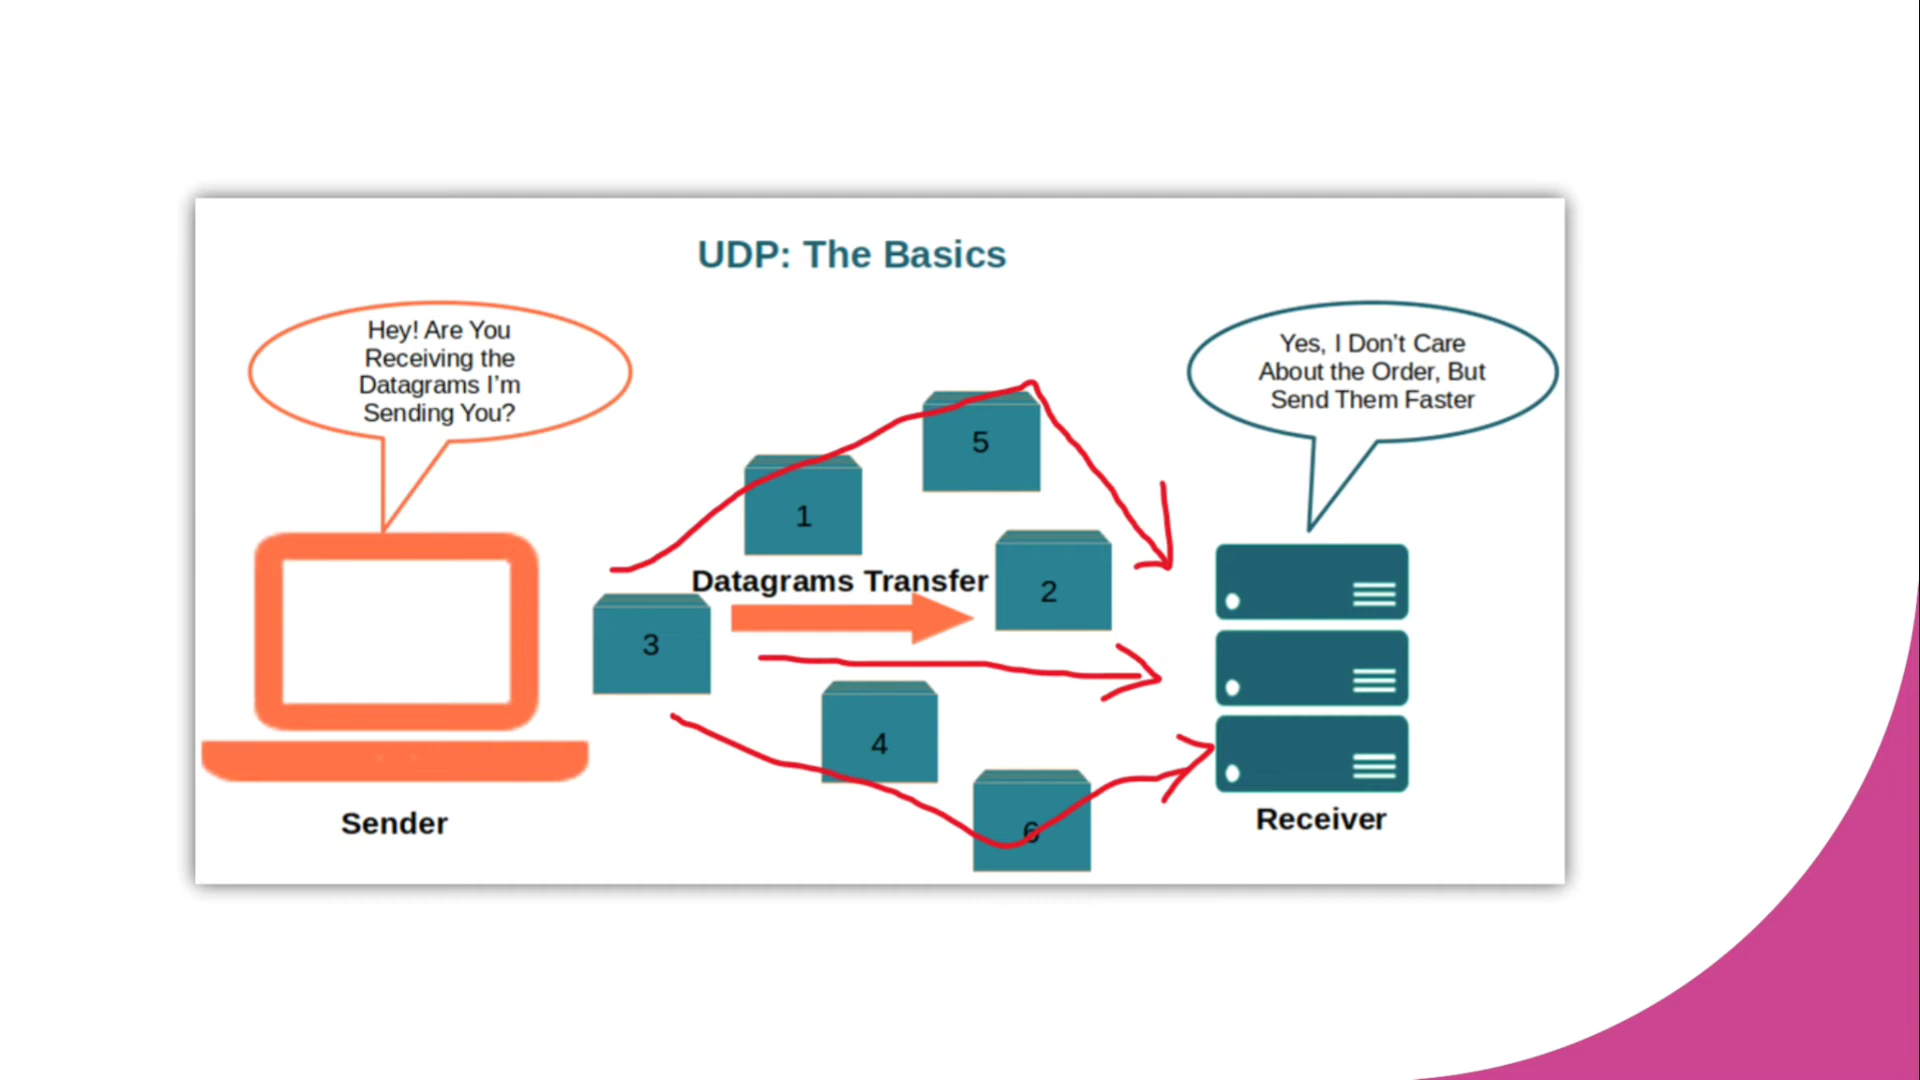 UDP: The Basics
Hey! Are You
Receiving the
Datagrams I'm
Sending You?
Yes, I Don't Care
About the Order, But
Send Them Faster
5
1
Datagrams Transfer
2
3
4
6
Sender
Receiver